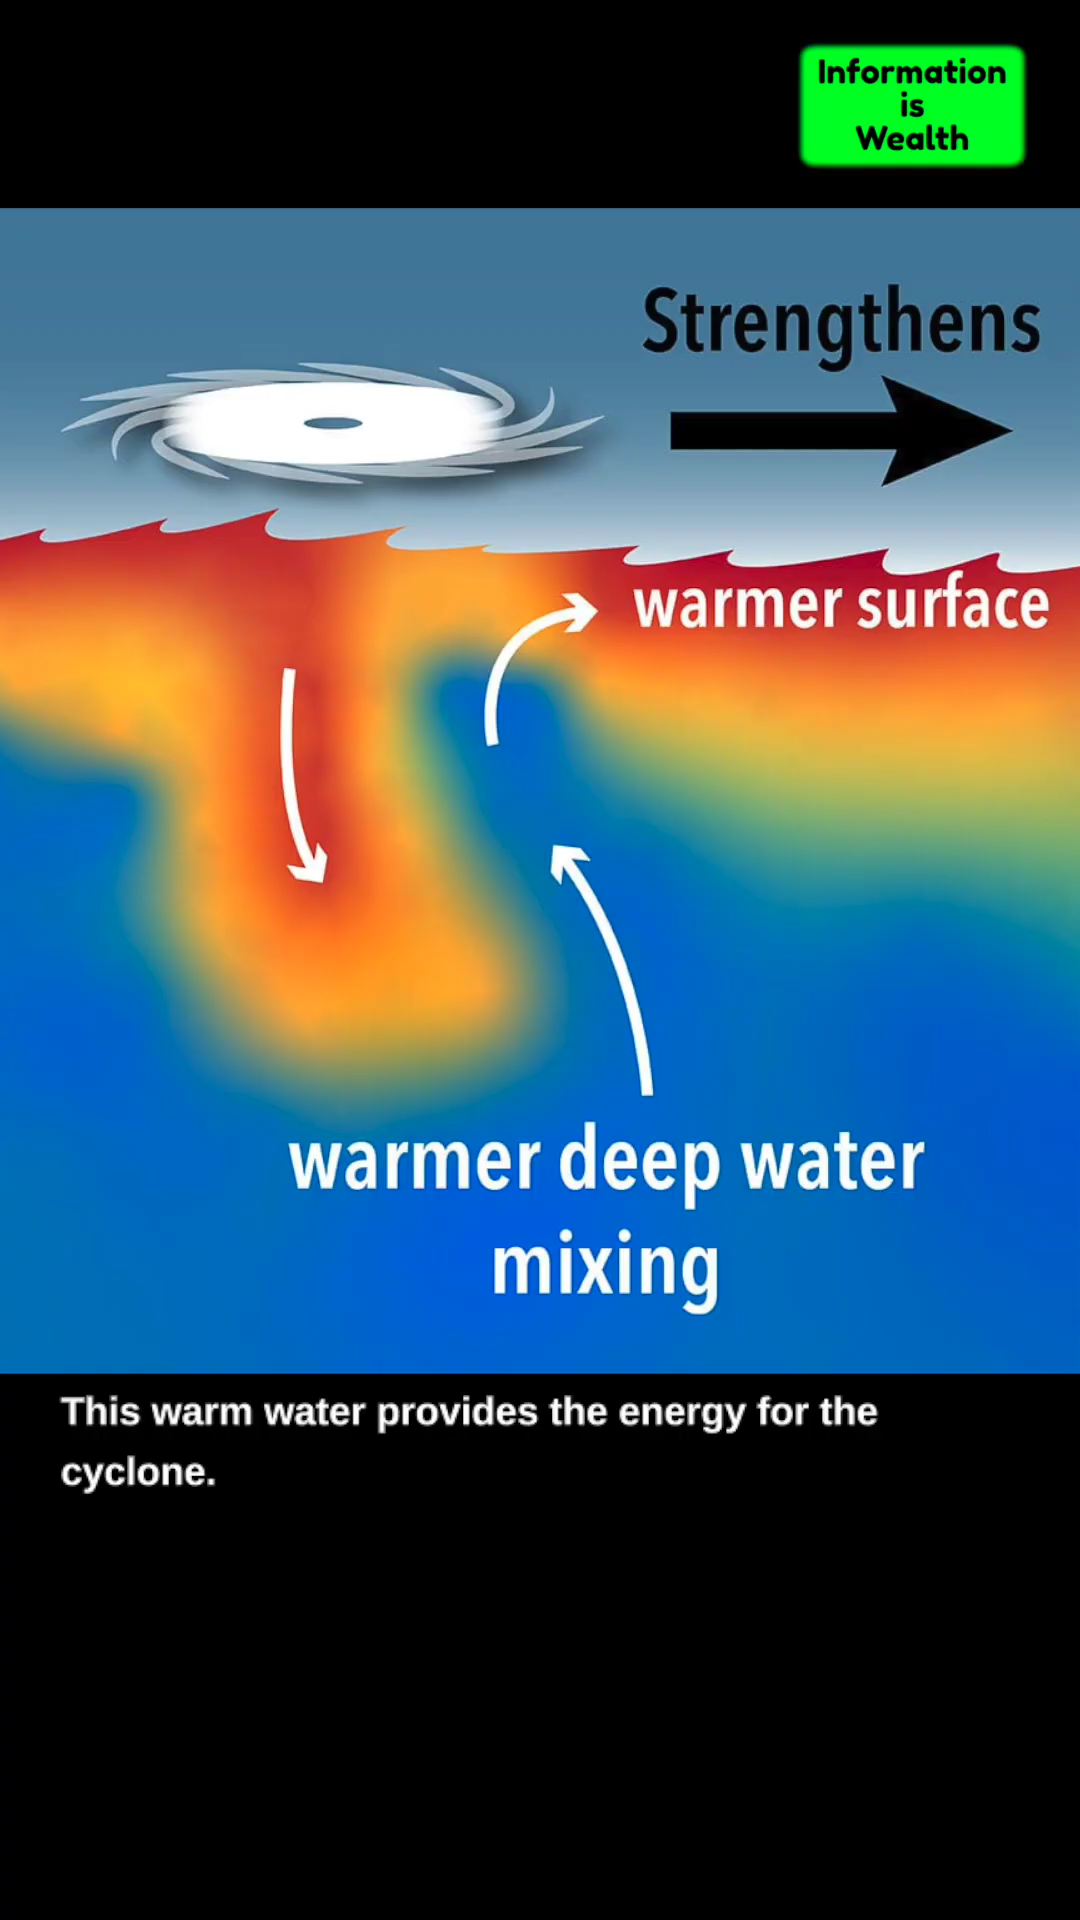 Information
is
Wealth
Strengthens
warmer surface
warmer deep water
mixing
This warm water provides the energy for the
cyclone.